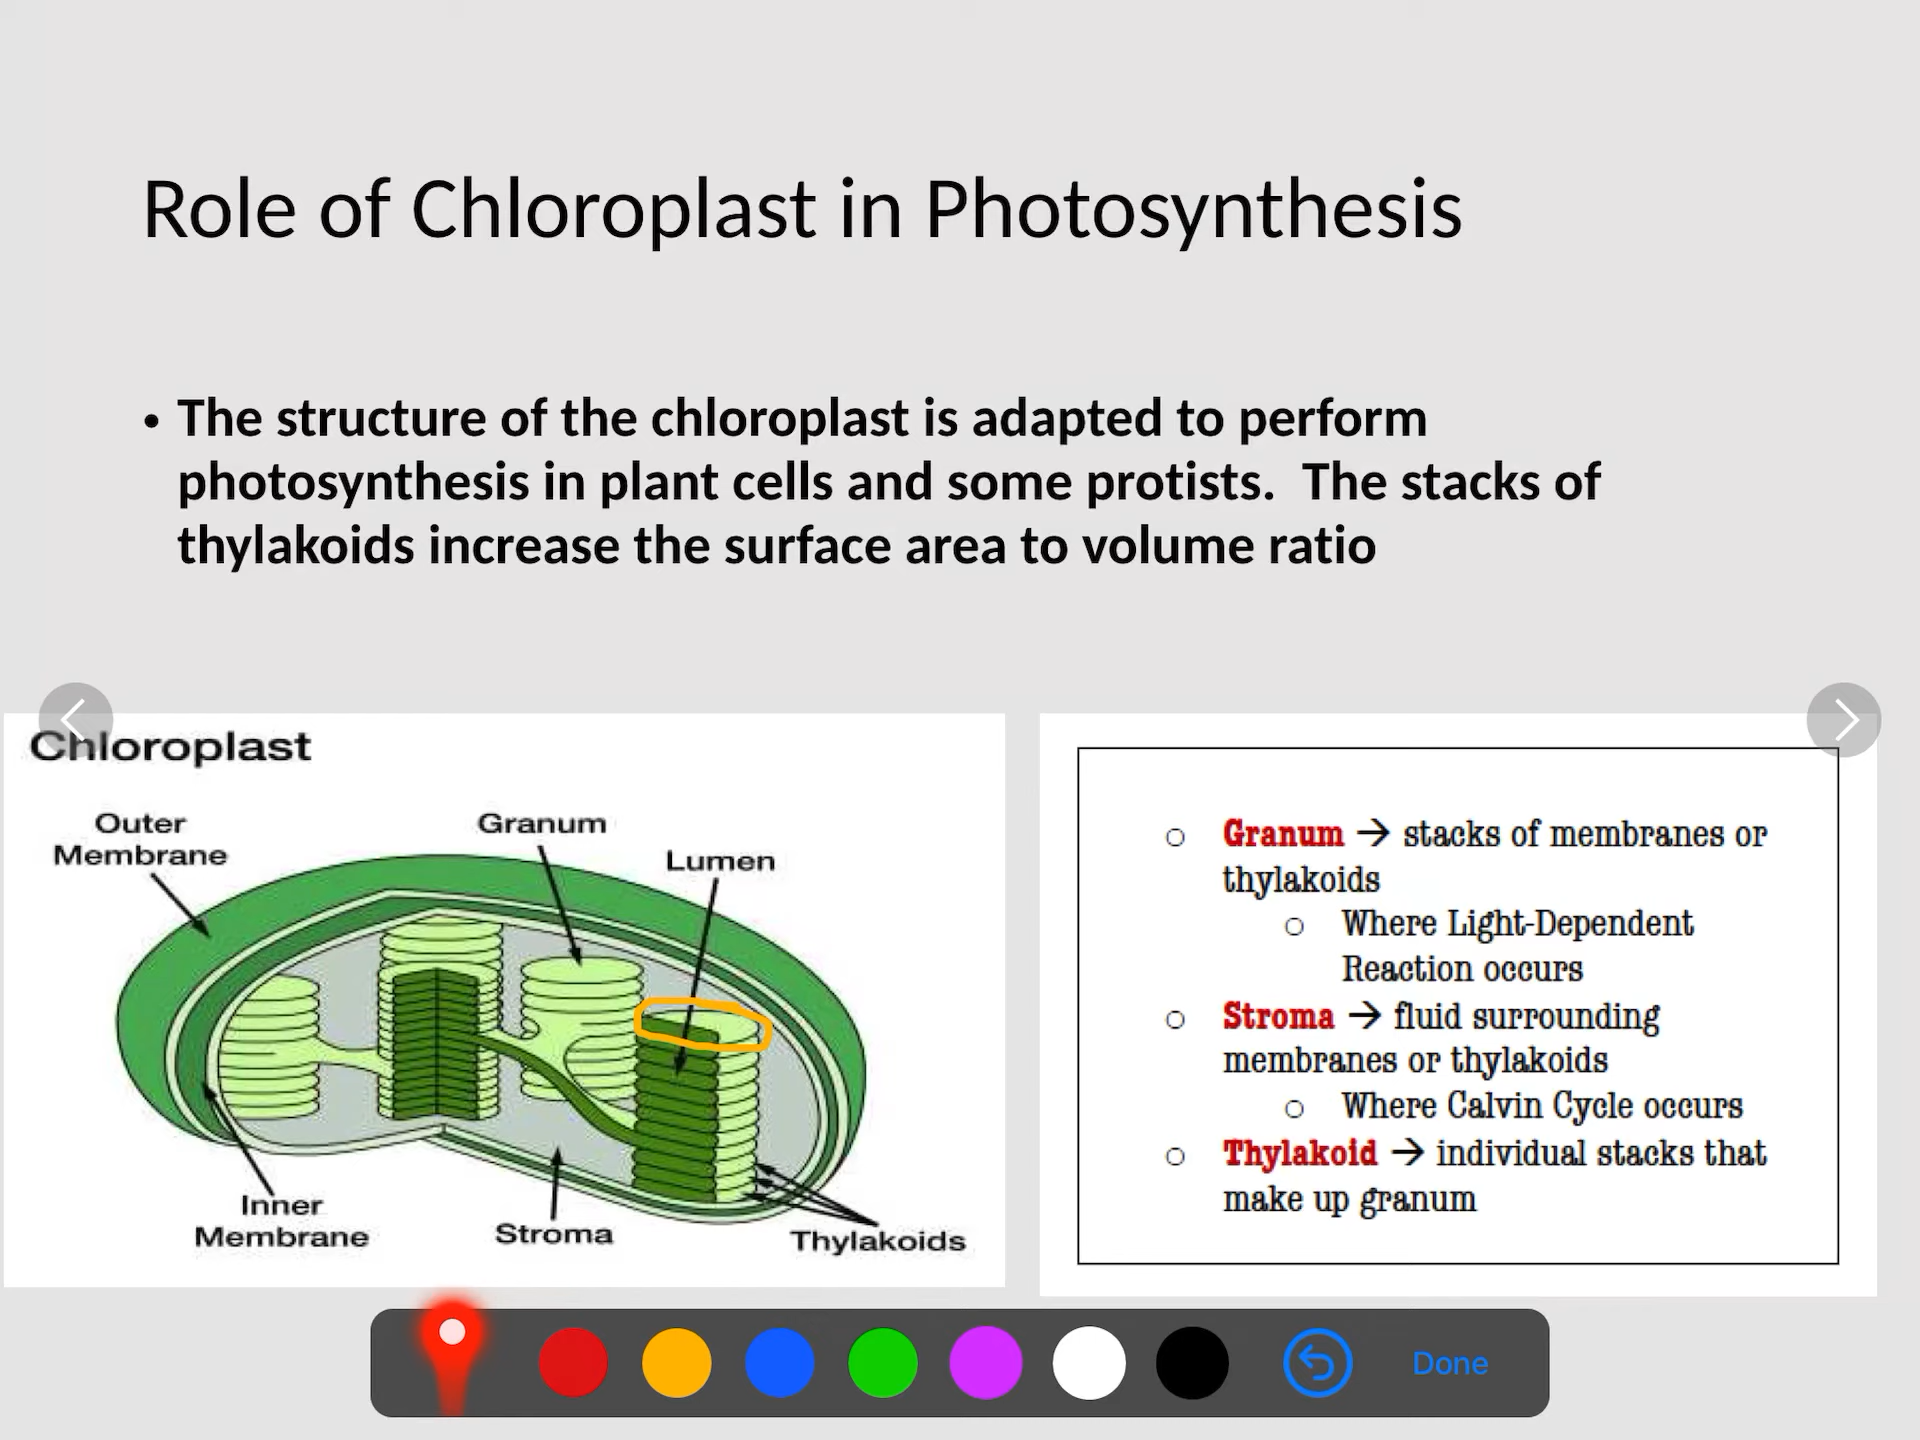 Role of Chloroplast in Photosynthesis
• The structure of the chloroplast is adapted to perform
photosynthesis in plant cells and some protists.  The stacks of
thylakoids increase the surface area to volume ratio
Chloroplast
Outer
Membrane
Granum
Lumen
Inner
Membrane
Stroma
Thylakoids
○ Granum → stacks of membranes or
thylakoids
○ Where Light-Dependent
Reaction occurs
○ Stroma → fluid surrounding
membranes or thylakoids
○ Where Calvin Cycle occurs
○ Thylakoid → individual stacks that
make up granum
Done